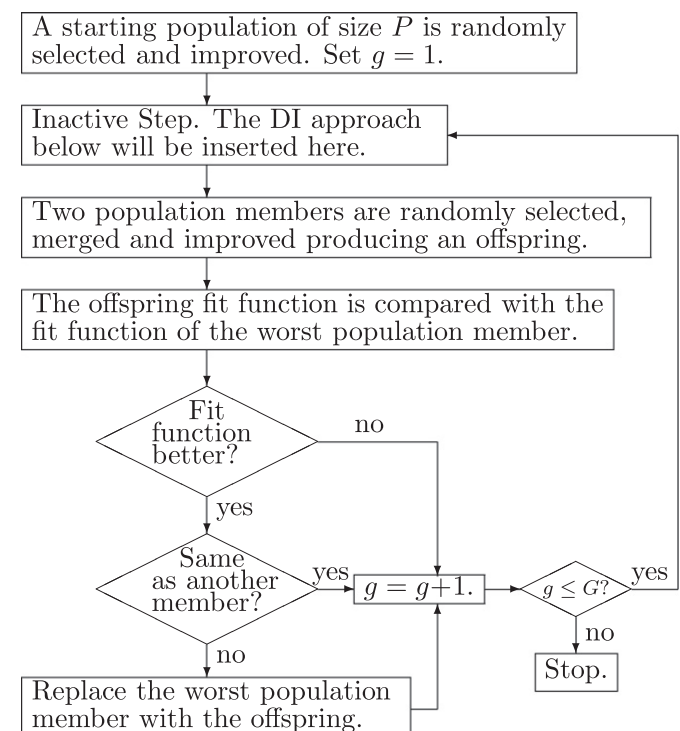 A starting population of size P is randomly
selected and improved. Set g = 1.
Inactive Step. The DI approach
below will be inserted here.
Two population members are randomly selected,
merged and improved producing an offspring.
The offspring fit function is compared with the
fit function of the worst population member.
Fit
function
better?
no
yes
Same
as another
member?
yes
g = g+1.
g ≤ G?
yes
no
Stop.
no
Replace the worst population
member with the offspring.